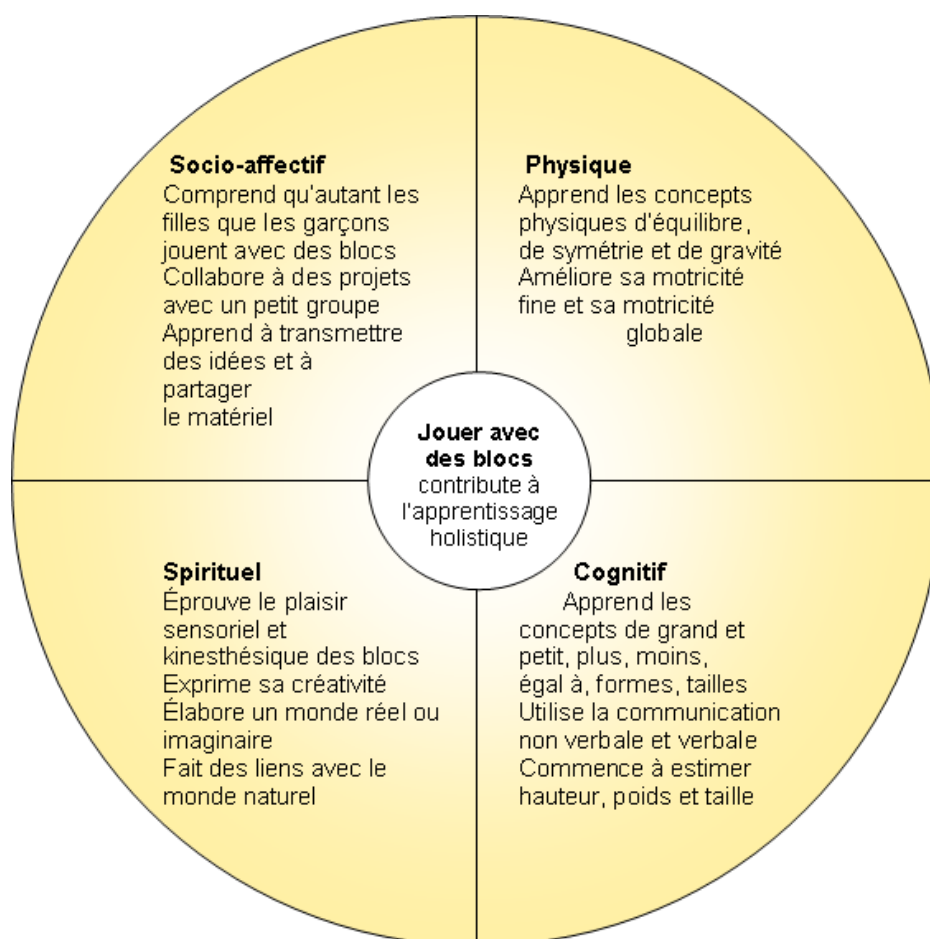 Socio-affectif
Comprend qu'autant les
filles que les garçons
jouent avec des blocs
Collabore à des projets
avec un petit groupe
Apprend à transmettre
des idées et à
partager
le matériel
Physique
Apprend les concepts
physiques d'équilibre,
de symétrie et de gravité
Améliore sa motricité
fine et sa motricité
globale
Jouer avec
des blocs
contribute à
l'apprentissage
holistique
Spirituel
Éprouve le plaisir
sensoriel et
kinesthésique des blocs
Exprime sa créativité
Élabore un monde réel ou
imaginaire
Fait des liens avec le
monde naturel
Cognitif
Apprend les
concepts de grand et
petit, plus, moins,
égal à, formes, tailles
Utilise la communication
non verbale et verbale
Commence à estimer
hauteur, poids et taille